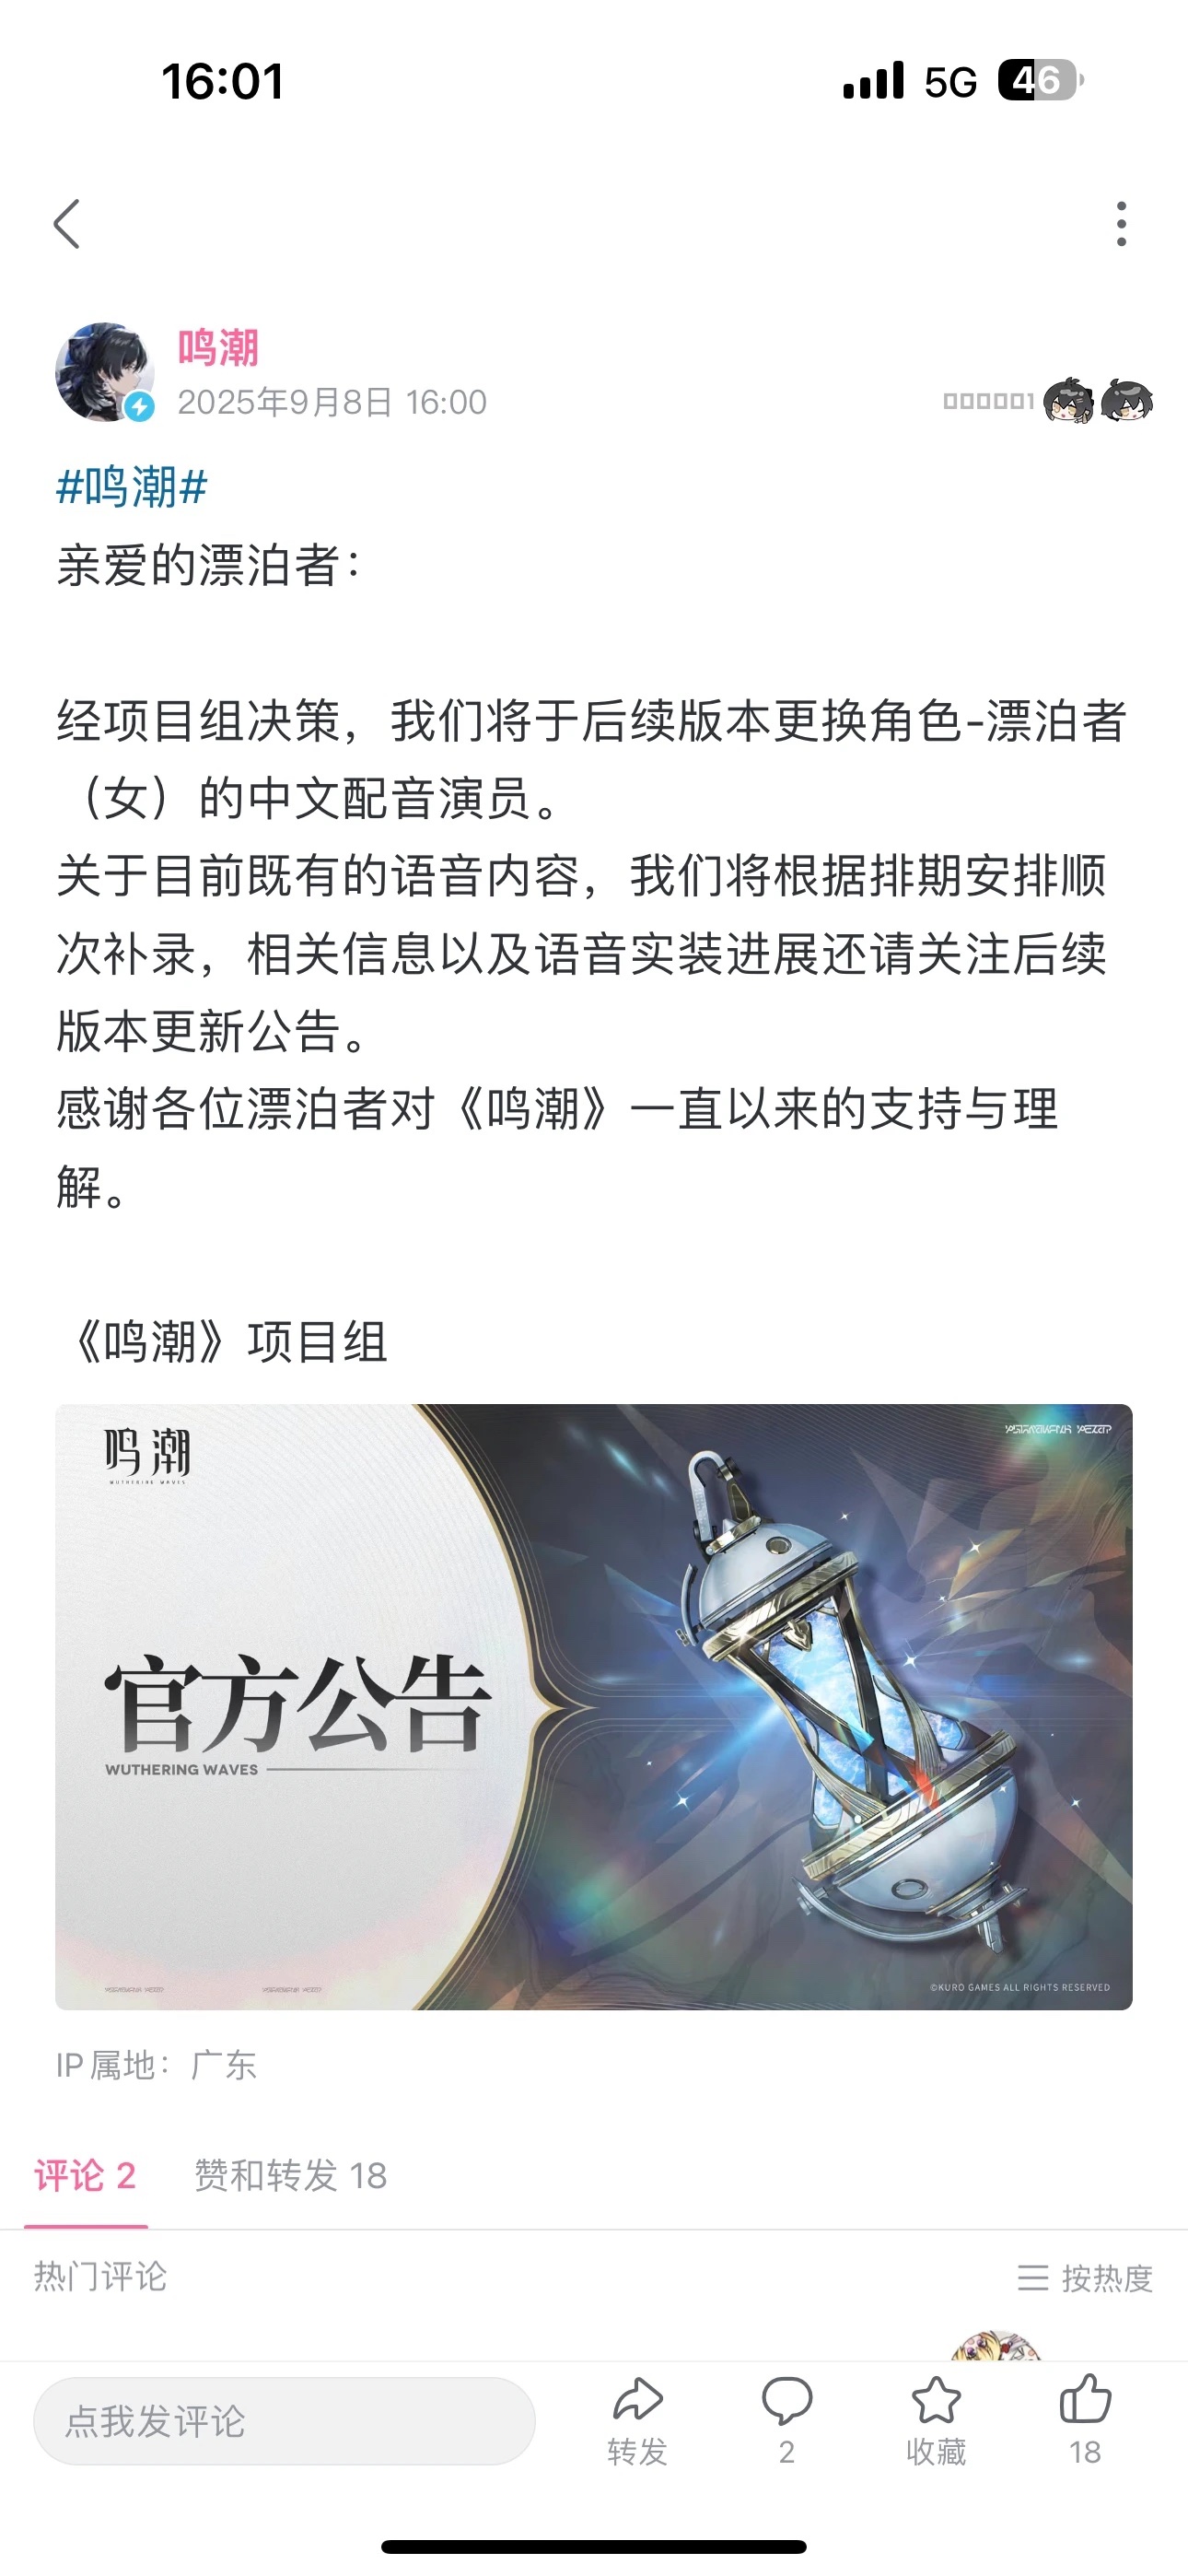 16:01
5G 46
鸣潮
2025年9月8日 16:00
000001
#鸣潮#
亲爱的漂泊者：
经项目组决策，我们将于后续版本更换角色-漂泊者
（女）的中文配音演员。
关于目前既有的语音内容，我们将根据排期安排顺
次补录，相关信息以及语音实装进展还请关注后续
版本更新公告。
感谢各位漂泊者对《鸣潮》一直以来的支持与理
解。
《鸣潮》项目组
鸣潮
WUTHERING WAVES
官方公告
WUTHERING WAVES
©KURO GAMES ALL RIGHTS RESERVED
IP属地：广东
评论 2 赞和转发 18
热门评论 按热度
点我发评论
转发 2 收藏 18